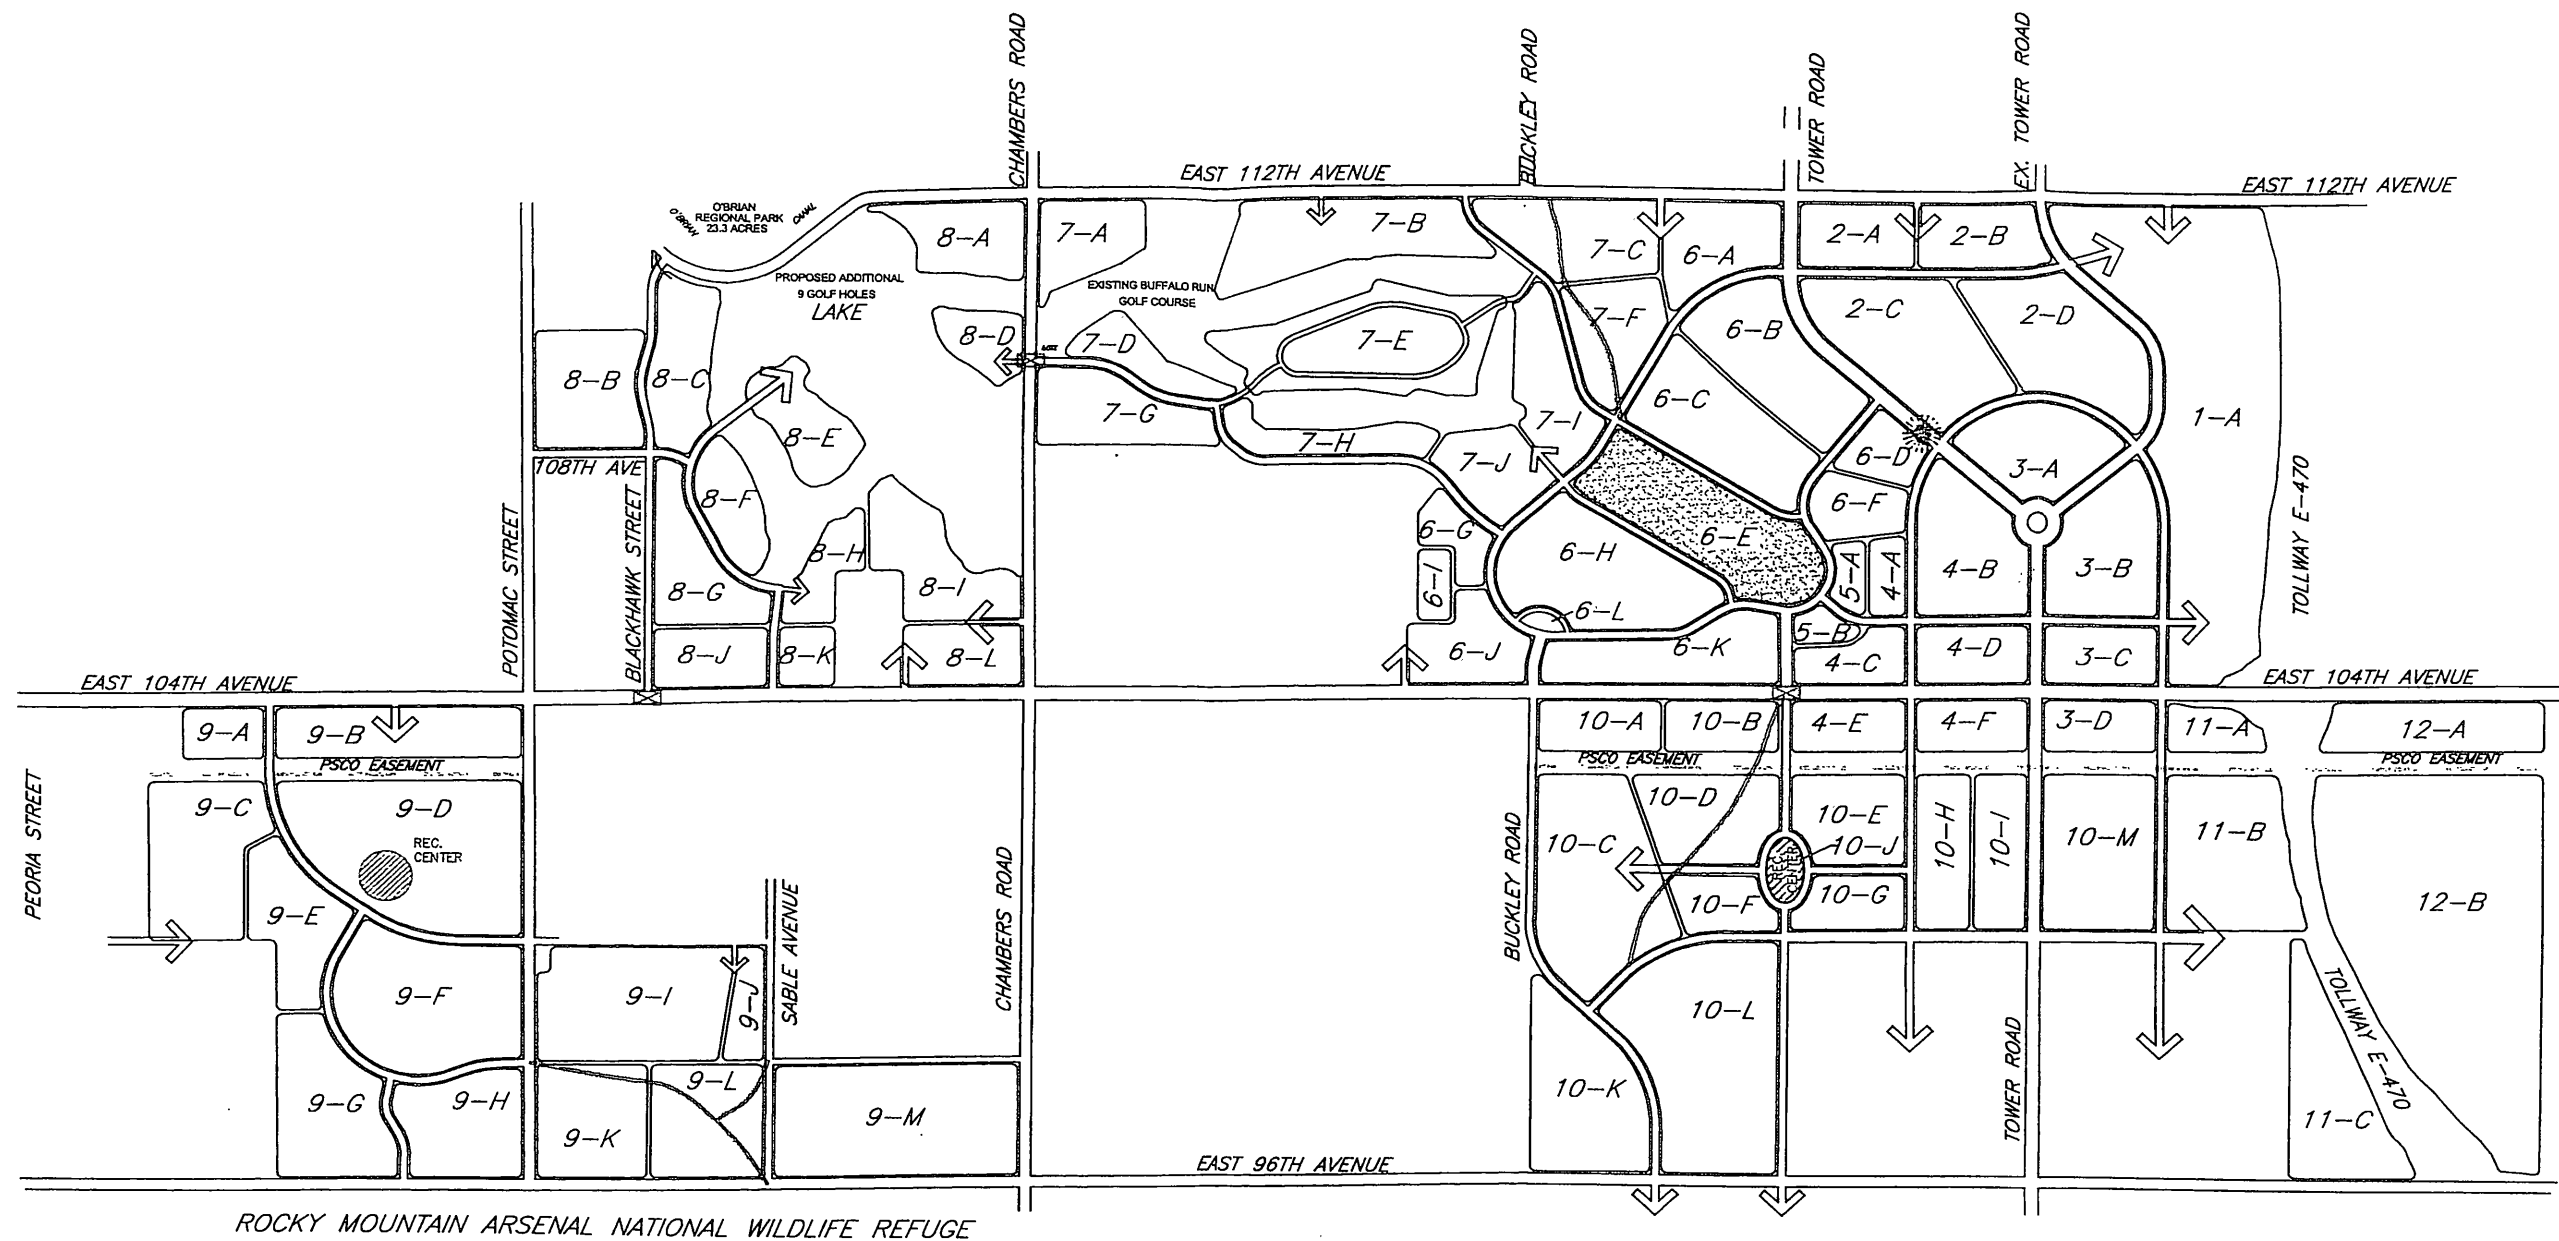 CHAMBERS ROAD
BUCKLEY ROAD
TOWER ROAD
EX. TOWER ROAD
EAST 112TH AVENUE
EAST 112TH AVENUE
O'BRIAN
REGIONAL PARK
23.3 ACRES
O'BRIAN
CANAL
8-A
7-A
7-B
7-C
6-A
2-A
2-B
PROPOSED ADDITIONAL
9 GOLF HOLES
LAKE
EXISTING BUFFALO RUN
GOLF COURSE
8-D
7-D
7-E
7-F
6-B
2-C
2-D
8-B
8-C
8-E
7-G
7-H
7-I
7-J
6-C
6-D
3-A
1-A
108TH AVE
8-F
8-H
6-G
6-H
6-E
6-F
POTOMAC STREET
BLACKHAWK STREET
8-G
8-I
6-I
6-L
5-A
4-A
4-B
3-B
TOLLWAY E-470
8-J
8-K
8-L
6-J
6-K
5-B
4-C
4-D
3-C
EAST 104TH AVENUE
EAST 104TH AVENUE
9-A
9-B
10-A
10-B
4-E
4-F
3-D
11-A
12-A
PSCO EASEMENT
PSCO EASEMENT
PSCO EASEMENT
PEORIA STREET
9-C
9-D
REC.
CENTER
10-C
10-D
10-E
10-J
REC.
CENTER
10-H
10-I
10-M
11-B
12-B
9-E
10-F
10-G
BUCKLEY ROAD
CHAMBERS ROAD
SABLE AVENUE
9-F
9-I
9-J
10-L
TOWER ROAD
TOLLWAY E-470
9-G
9-H
9-L
9-K
9-M
10-K
11-C
EAST 96TH AVENUE
ROCKY MOUNTAIN ARSENAL NATIONAL WILDLIFE REFUGE